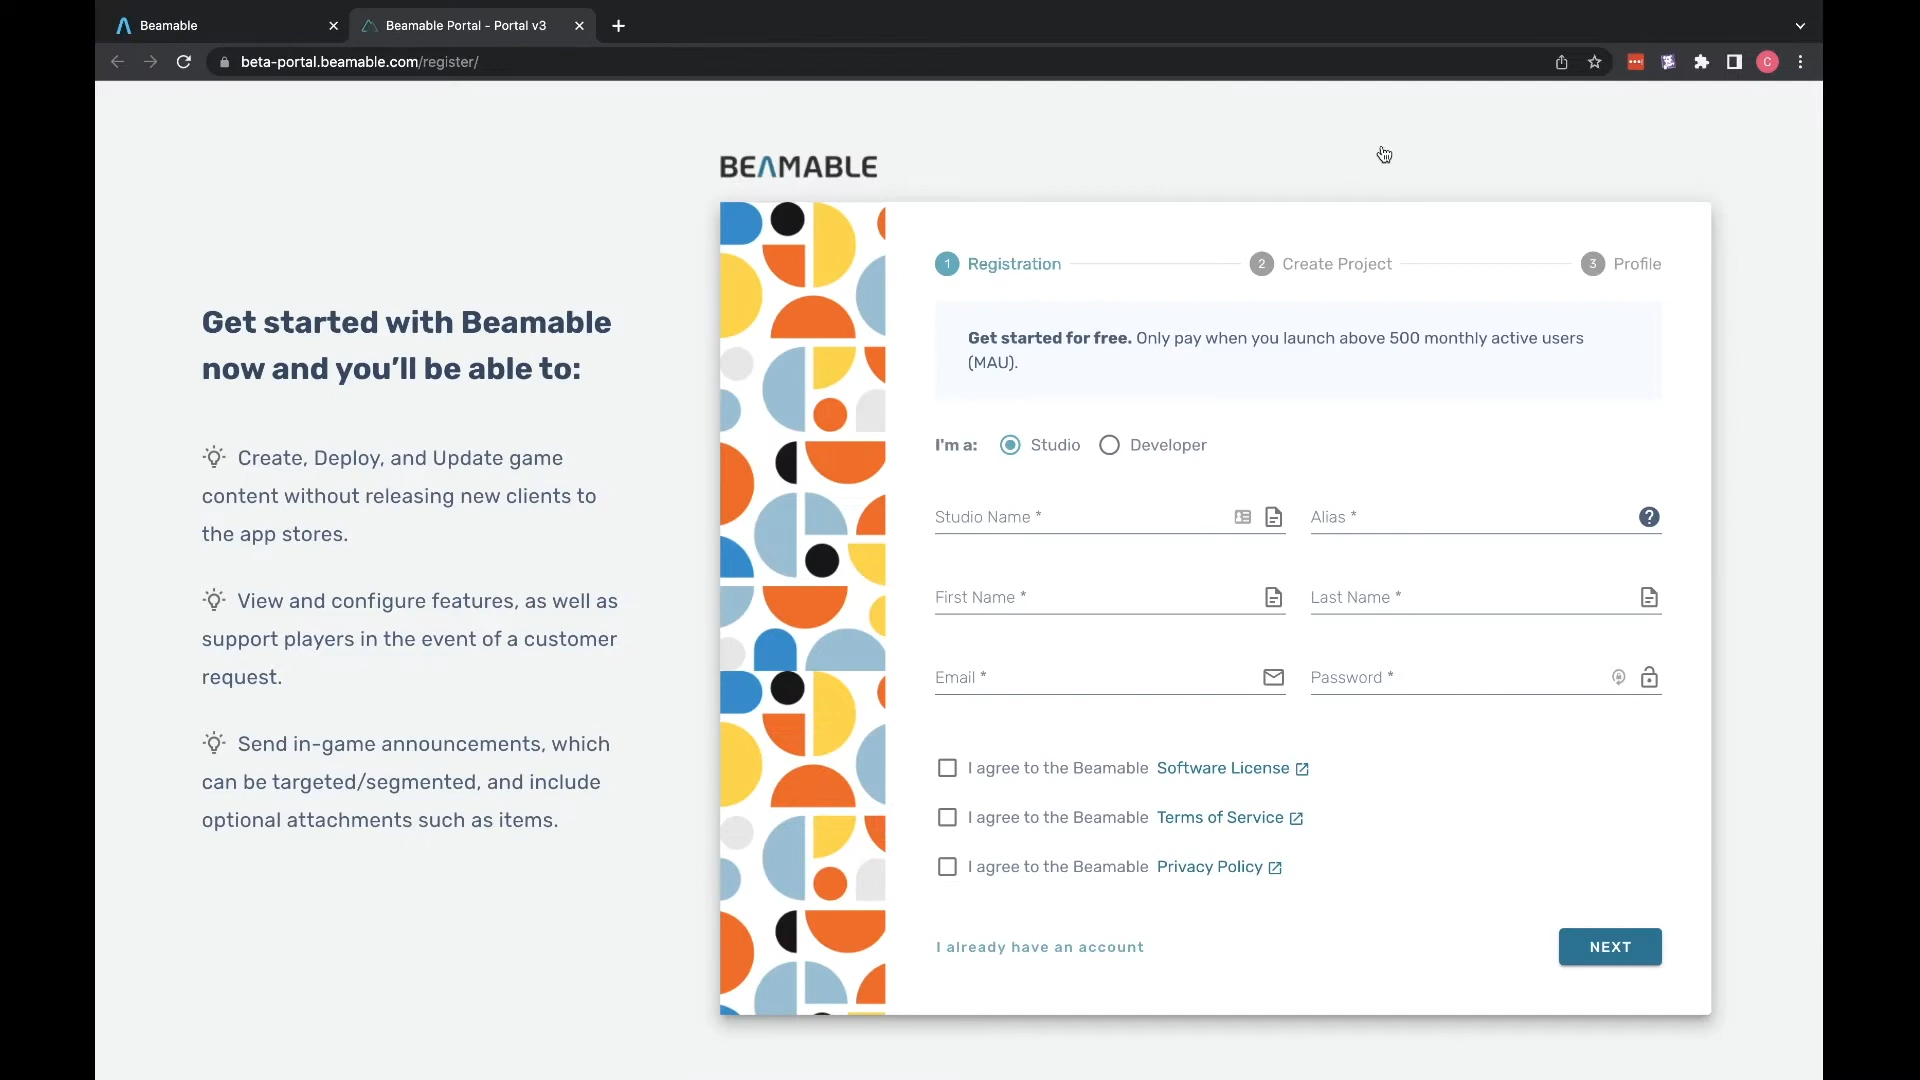 Beamable
Beamable Portal - Portal v3
beta-portal.beamable.com/register/
C
BEAMABLE
Get started with Beamable
now and you’ll be able to:
Create, Deploy, and Update game
content without releasing new clients to
the app stores.
View and configure features, as well as
support players in the event of a customer
request.
Send in-game announcements, which
can be targeted/segmented, and include
optional attachments such as items.
1 Registration
2 Create Project
3 Profile
Get started for free. Only pay when you launch above 500 monthly active users
(MAU).
I'm a: Studio Developer
Studio Name *
Alias *
?
First Name *
Last Name *
Email *
Password *
I agree to the Beamable Software License
I agree to the Beamable Terms of Service
I agree to the Beamable Privacy Policy
I already have an account
NEXT